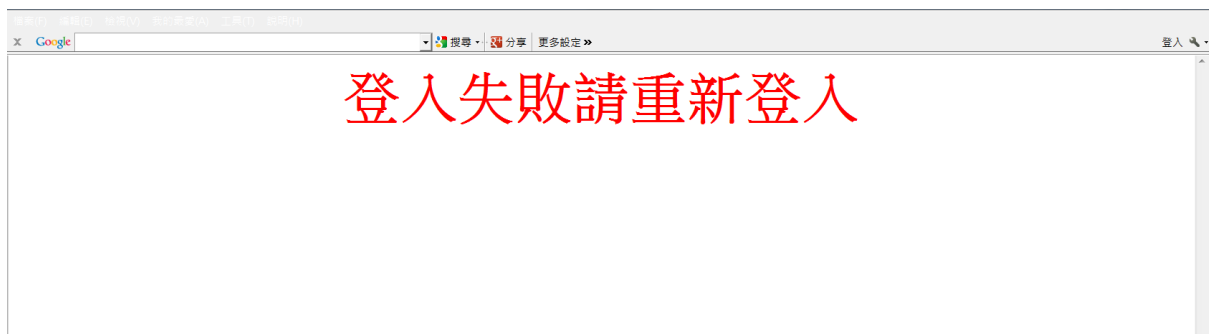 檔案(F) 編輯(E) 檢視(V) 我的最愛(A) 工具(T) 說明(H)
X Google 搜尋 分享 更多設定 » 登入
登入失敗請重新登入